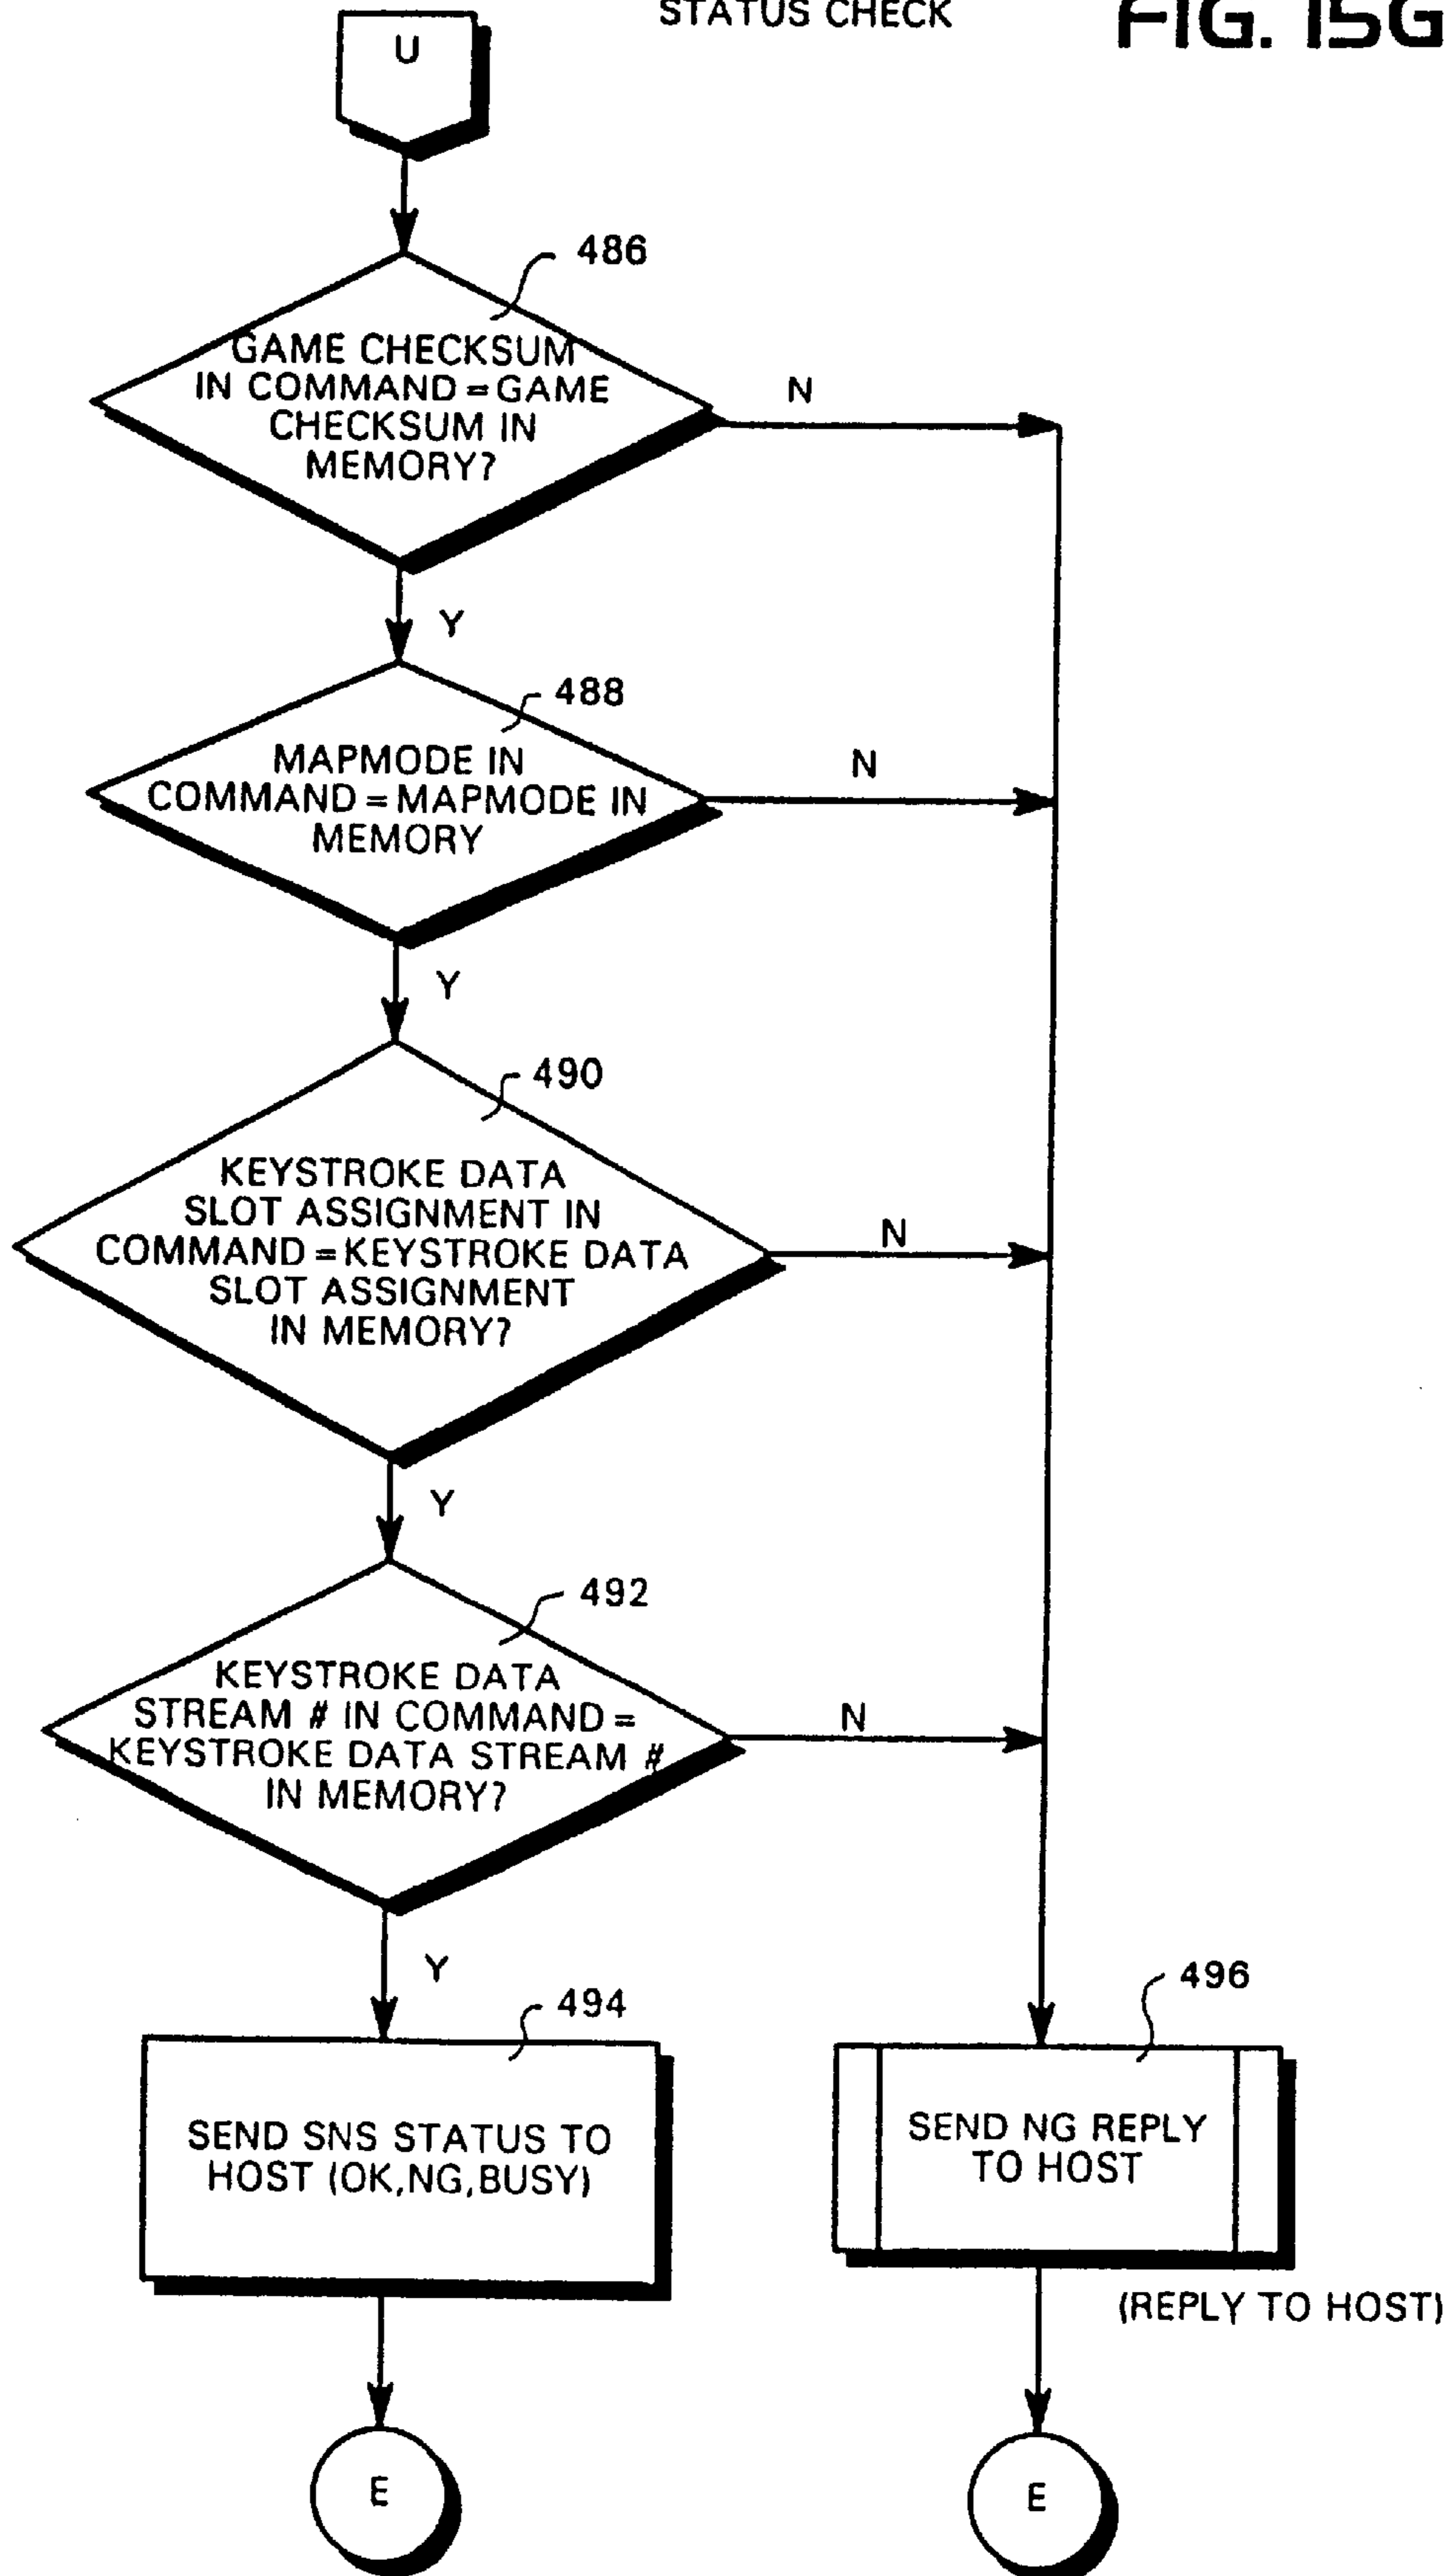 STATUS CHECK
FIG. 15G
U
486
GAME CHECKSUM
IN COMMAND = GAME
CHECKSUM IN
MEMORY?
N
Y
488
MAPMODE IN
COMMAND = MAPMODE IN
MEMORY
N
Y
490
KEYSTROKE DATA
SLOT ASSIGNMENT IN
COMMAND = KEYSTROKE DATA
SLOT ASSIGNMENT
IN MEMORY?
N
Y
492
KEYSTROKE DATA
STREAM # IN COMMAND =
KEYSTROKE DATA STREAM #
IN MEMORY?
N
Y
494
SEND SNS STATUS TO
HOST (OK,NG,BUSY)
496
SEND NG REPLY
TO HOST
(REPLY TO HOST)
E
E